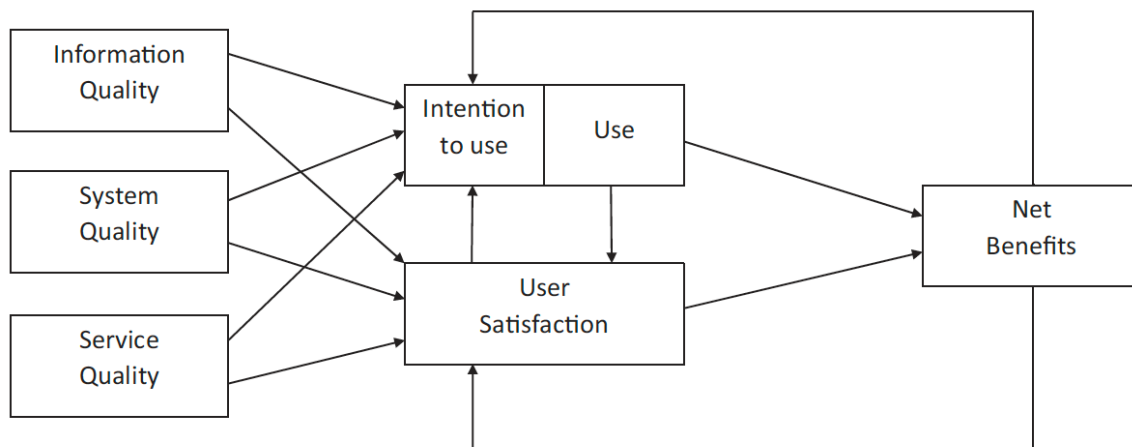 Information
Quality
System
Quality
Service
Quality
Intention
to use
Use
User
Satisfaction
Net
Benefits